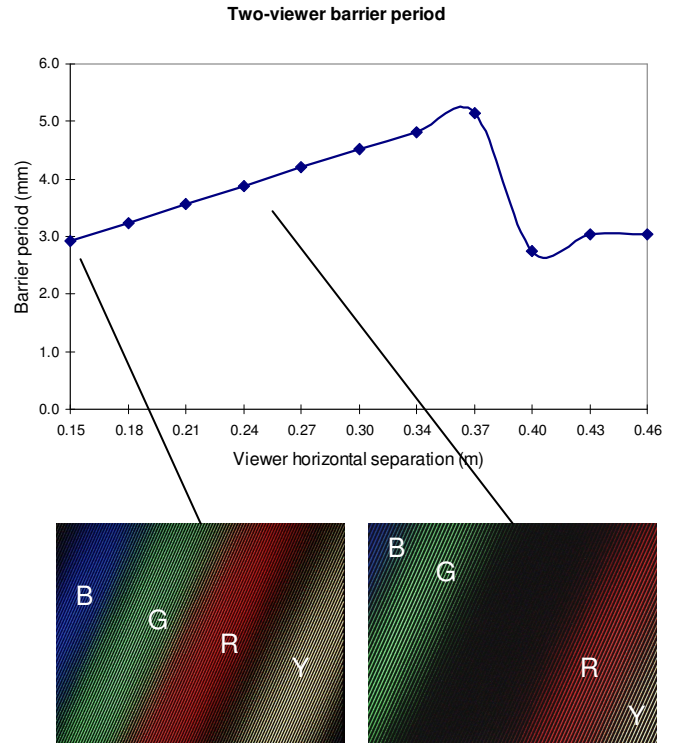 Two-viewer barrier period
6.0
5.0
4.0
3.0
2.0
1.0
0.0
Barrier period (mm)
0.15 0.18 0.21 0.24 0.27 0.30 0.34 0.37 0.40 0.43 0.46
Viewer horizontal separation (m)
B
G
R
Y
B
G
R
Y